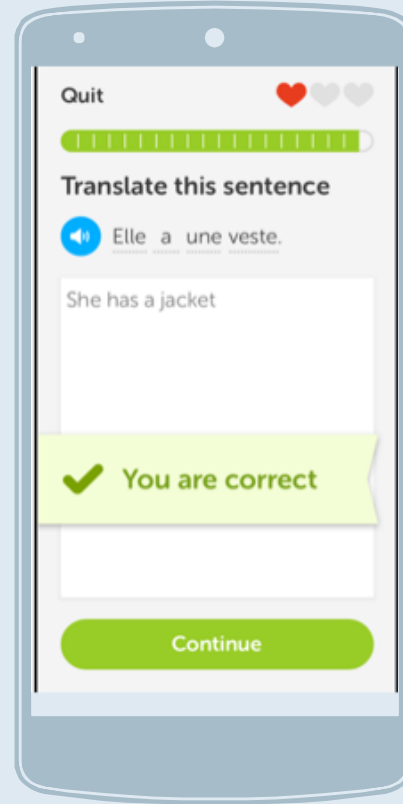 Quit
Translate this sentence
Elle a une veste.
She has a jacket
You are correct
Continue